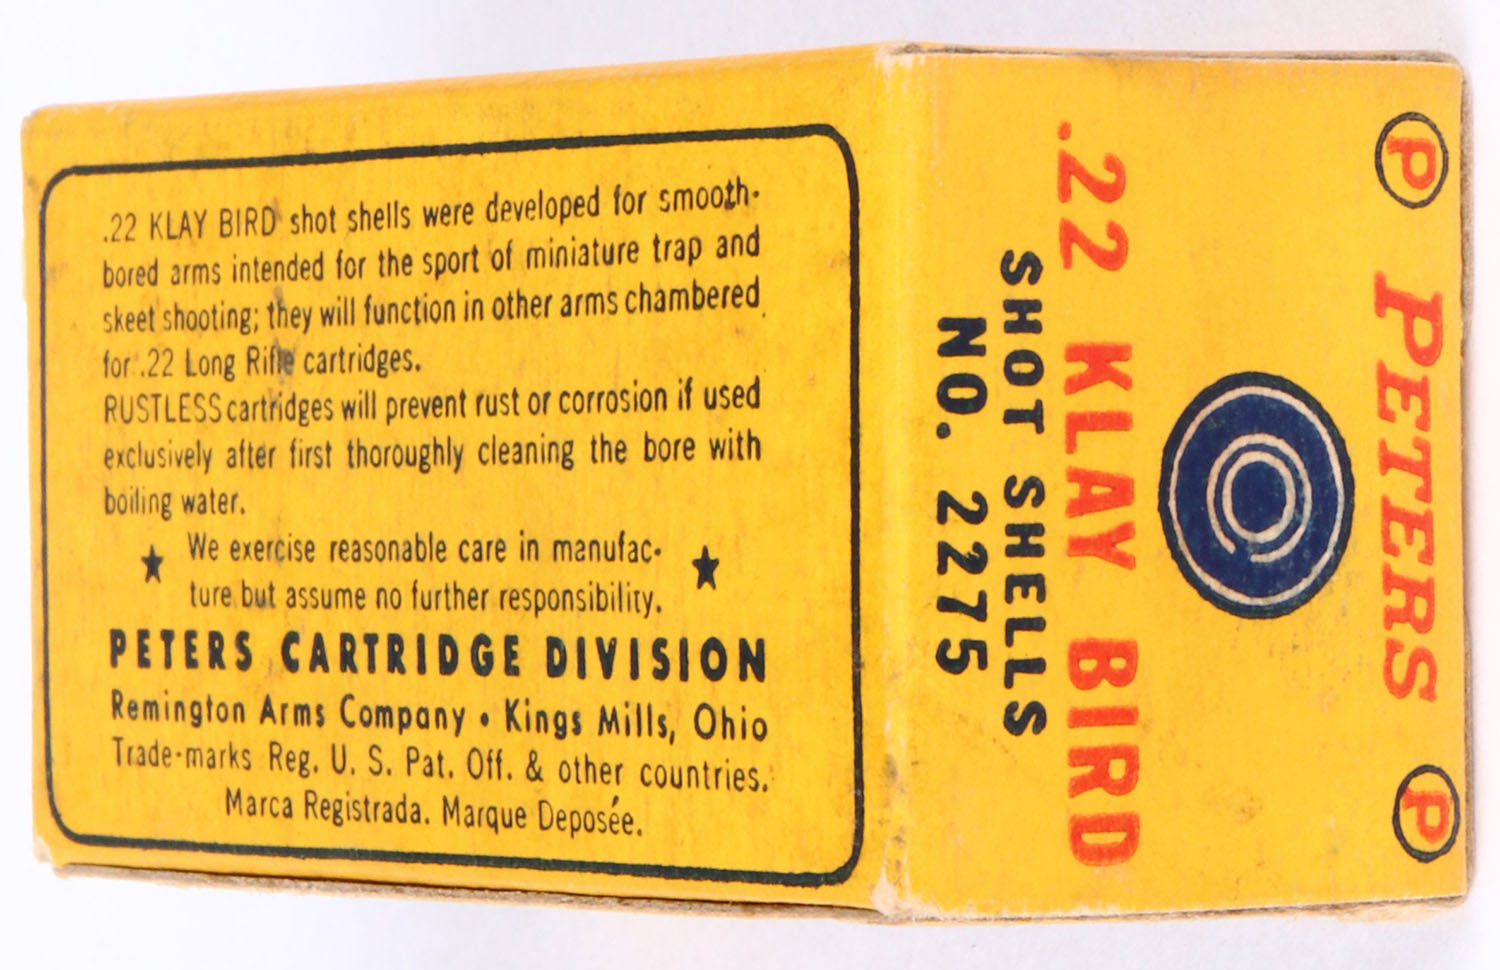 .22 KLAY BIRD shot shells were developed for smooth-
bored arms intended for the sport of miniature trap and
skeet shooting; they will function in other arms chambered
for .22 Long Rifle cartridges.
RUSTLESS cartridges will prevent rust or corrosion if used
exclusively after first thoroughly cleaning the bore with
boiling water.
★ We exercise reasonable care in manufac- ★
ture but assume no further responsibility.
PETERS CARTRIDGE DIVISION
Remington Arms Company • Kings Mills, Ohio
Trade-marks Reg. U. S. Pat. Off. & other countries.
Marca Registrada. Marque Deposée.
P PETERS P
.22 KLAY BIRD
SHOT SHELLS
NO. 2275